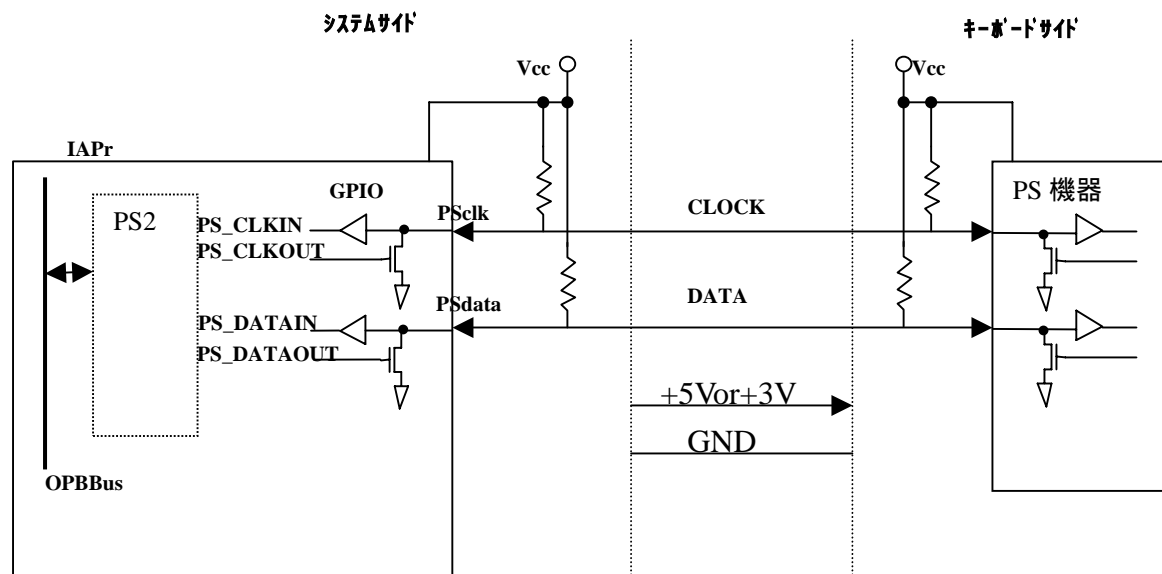 システムサイド
キーボードサイド
Vcc
Vcc
IAPr
GPIO
PSclk
CLOCK
PS 機器
PS2
PS_CLKIN
PS_CLKOUT
PSdata
DATA
PS_DATAIN
PS_DATAOUT
+5Vor+3V
GND
OPBBus